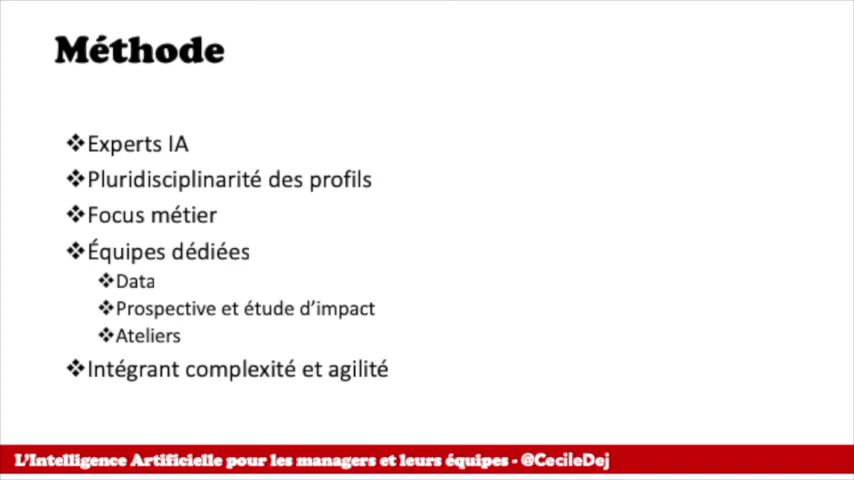 Méthode
❖Experts IA
❖Pluridisciplinarité des profils
❖Focus métier
❖Équipes dédiées
❖Data
❖Prospective et étude d’impact
❖Ateliers
❖Intégrant complexité et agilité
L’Intelligence Artificielle pour les managers et leurs équipes - @CecileDej